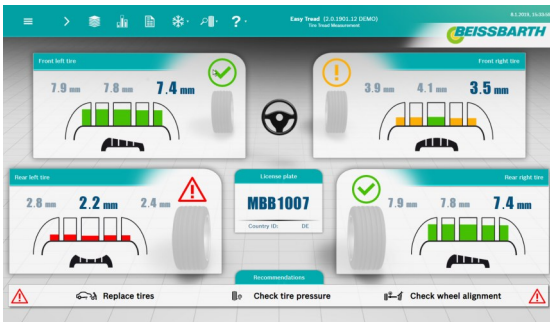 Easy Tread (2.0.1901.12 DEMO)
Tire Tread Measurement
BEISSBARTH
Front left tire
7.9 mm 7.8 mm 7.4 mm
Front right tire
3.9 mm 4.1 mm 3.5 mm
Rear left tire
2.8 mm 2.2 mm 2.4 mm
License plate
MBB1007
Country ID: DE
Rear right tire
7.9 mm 7.8 mm 7.4 mm
Recommendations
Replace tires Check tire pressure Check wheel alignment